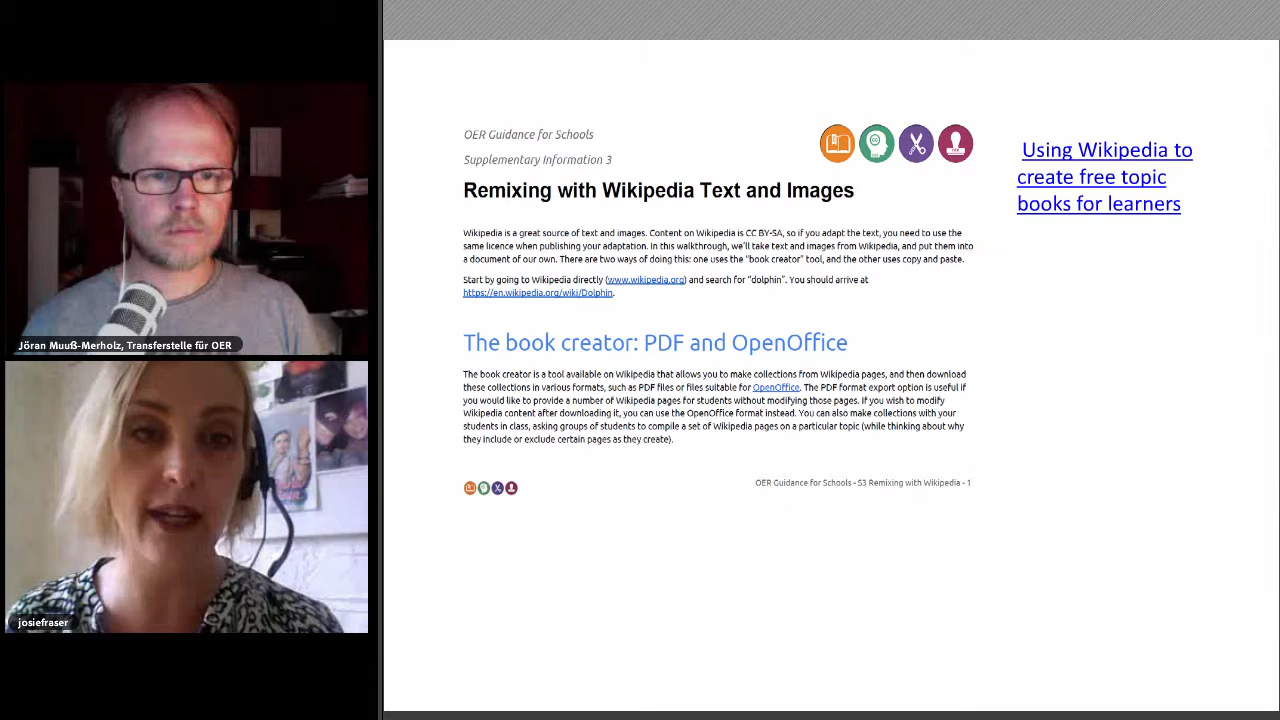 OER Guidance for Schools
Supplementary Information 3
Remixing with Wikipedia Text and Images
Wikipedia is a great source of text and images. Content on Wikipedia is CC BY-SA, so if you adapt the text, you need to use the
same licence when publishing your adaptation. In this walkthrough, we'll take text and images from Wikipedia, and put them into
a document of our own. There are two ways of doing this: one uses the "book creator" tool, and the other uses copy and paste.
Start by going to Wikipedia directly (www.wikipedia.org) and search for "dolphin". You should arrive at
https://en.wikipedia.org/wiki/Dolphin.
The book creator: PDF and OpenOffice
The book creator is a tool available on Wikipedia that allows you to make collections from Wikipedia pages, and then download
these collections in various formats, such as PDF files or files suitable for OpenOffice. The PDF format export option is useful if
you would like to provide a number of Wikipedia pages for students without modifying those pages. If you wish to modify
Wikipedia content after downloading it, you can use the OpenOffice format instead. You can also make collections with your
students in class, asking groups of students to compile a set of Wikipedia pages on a particular topic (while thinking about why
they include or exclude certain pages as they create).
OER Guidance for Schools - S3 Remixing with Wikipedia - 1
Using Wikipedia to
create free topic
books for learners
Jöran Muuß-Merholz, Transferstelle für OER
josiefraser